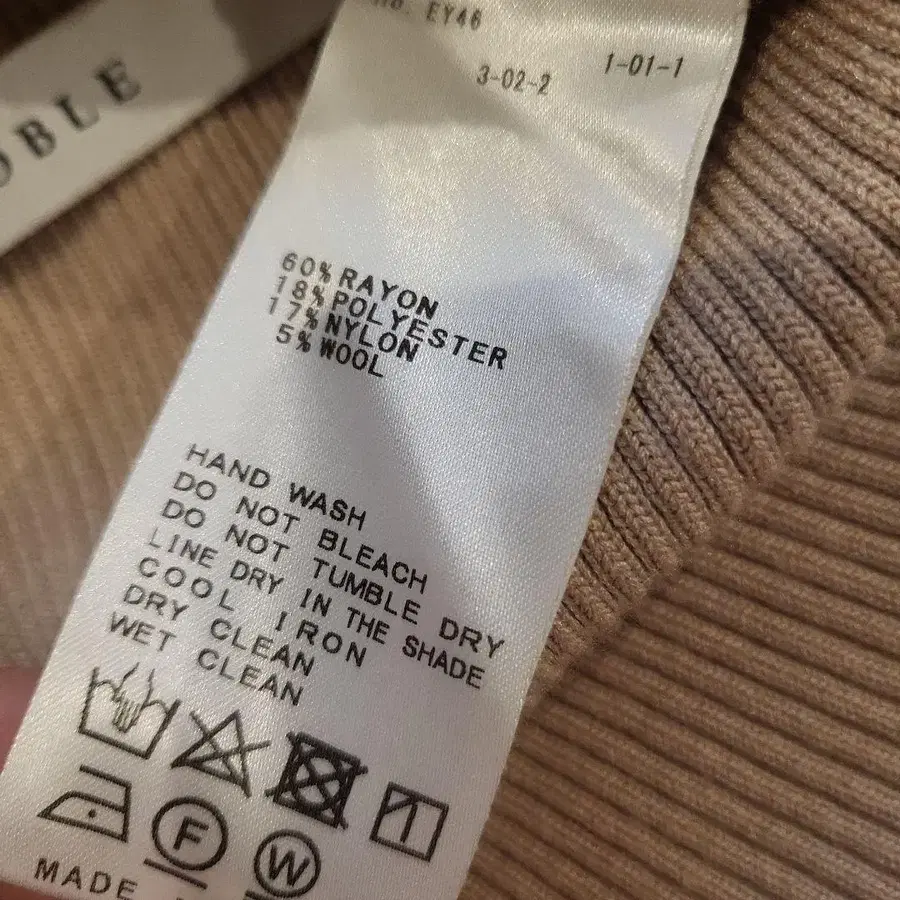 OBLE
No. EY46
3-02-2 1-01-1
60% RAYON
18% POLYESTER
17% NYLON
5% WOOL
HAND WASH
DO NOT BLEACH
DO NOT TUMBLE DRY
LINE DRY IN THE SHADE
COOL IRON
DRY CLEAN
WET CLEAN
F
W
MADE